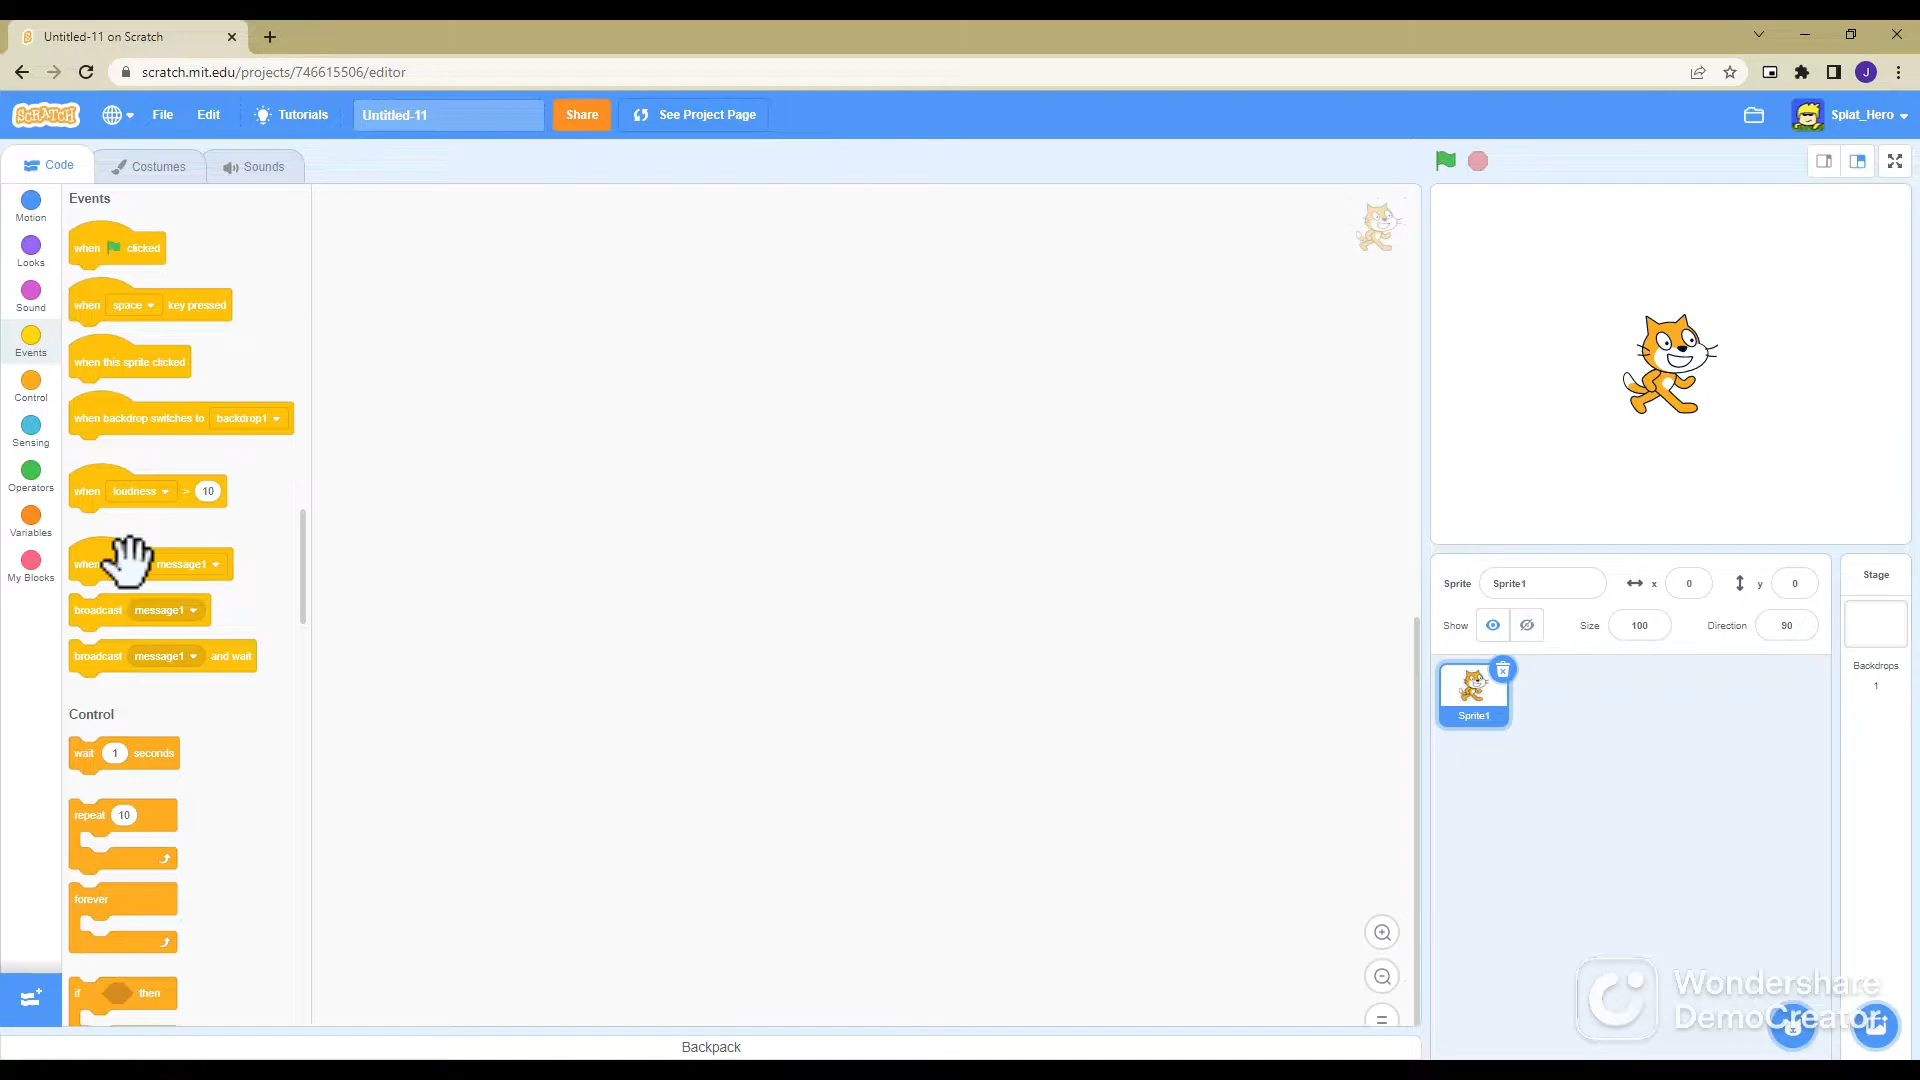 Untitled-11 on Scratch
scratch.mit.edu/projects/746615506/editor
J
SCRATCH
File
Edit
Tutorials
Untitled-11
Share
See Project Page
Splat_Hero
Code
Costumes
Sounds
Motion
Looks
Sound
Events
Control
Sensing
Operators
Variables
My Blocks
Events
when clicked
when space key pressed
when this sprite clicked
when backdrop switches to backdrop1
when loudness > 10
when message1
broadcast message1
broadcast message1 and wait
Control
wait 1 seconds
repeat 10
forever
if then
Backpack
Sprite Sprite1 x 0 y 0
Show Size 100 Direction 90
Sprite1
Stage
Backdrops
1
Wondershare
DemoCreator